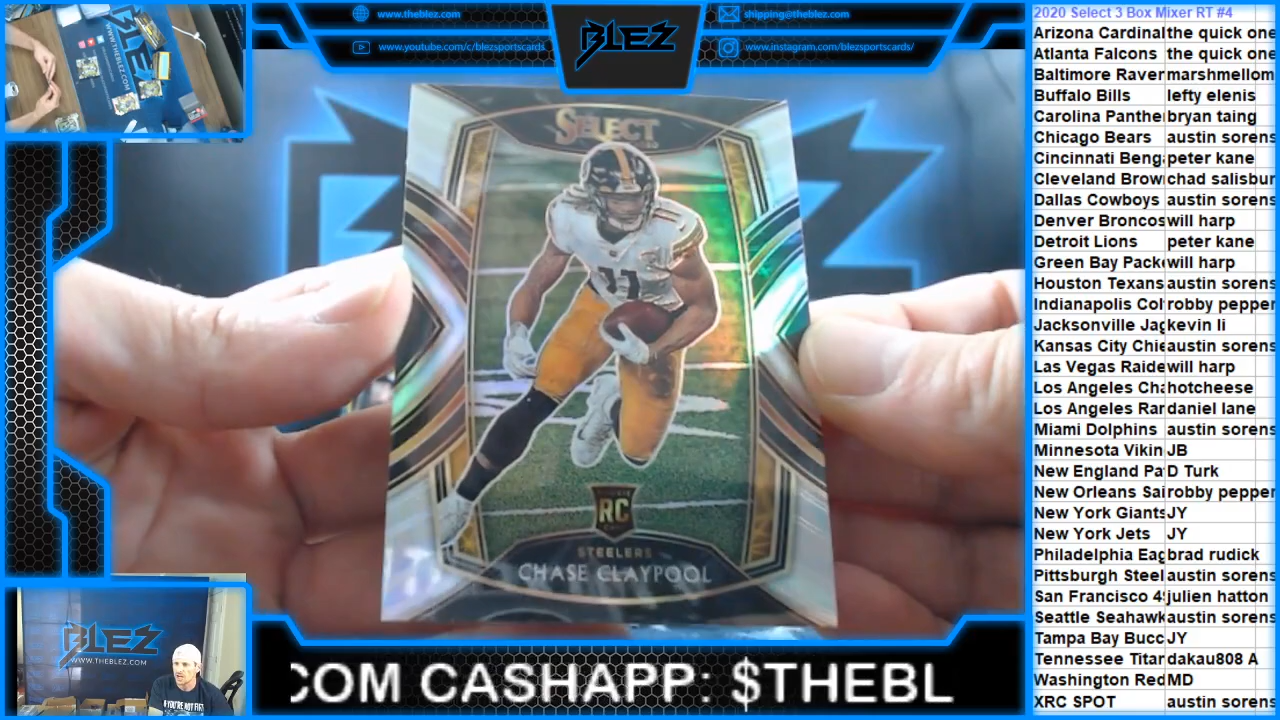 www.theblez.com
shipping@theblez.com
www.youtube.com/c/blezsportscards
www.instagram.com/blezsportscards/
BLEZ
SELECT
11
11
RC
STEELERS
CHASE CLAYPOOL
BLEZ
WWW.THEBLEZ.COM
COM CASHAPP: $THEBL
2020 Select 3 Box Mixer RT #4
Arizona Cardinal the quick one
Atlanta Falcons the quick one
Baltimore Raver marshmellom
Buffalo Bills lefty elenis
Carolina Panthe bryan taing
Chicago Bears austin sorens
Cincinnati Beng peter kane
Cleveland Brow chad salisbur
Dallas Cowboys austin sorens
Denver Broncos will harp
Detroit Lions peter kane
Green Bay Packe will harp
Houston Texans austin sorens
Indianapolis Col robby pepper
Jacksonville Jag kevin li
Kansas City Chie austin sorens
Las Vegas Raide will harp
Los Angeles Cha hotcheese
Los Angeles Ram daniel lane
Miami Dolphins austin sorens
Minnesota Vikin JB
New England Pa D Turk
New Orleans Sai robby pepper
New York Giants JY
New York Jets JY
Philadelphia Eag brad rudick
Pittsburgh Steel austin sorens
San Francisco 4 julien hatton
Seattle Seahawk austin sorens
Tampa Bay Bucc JY
Tennessee Titar dakau808 A
Washington Red MD
XRC SPOT austin sorens